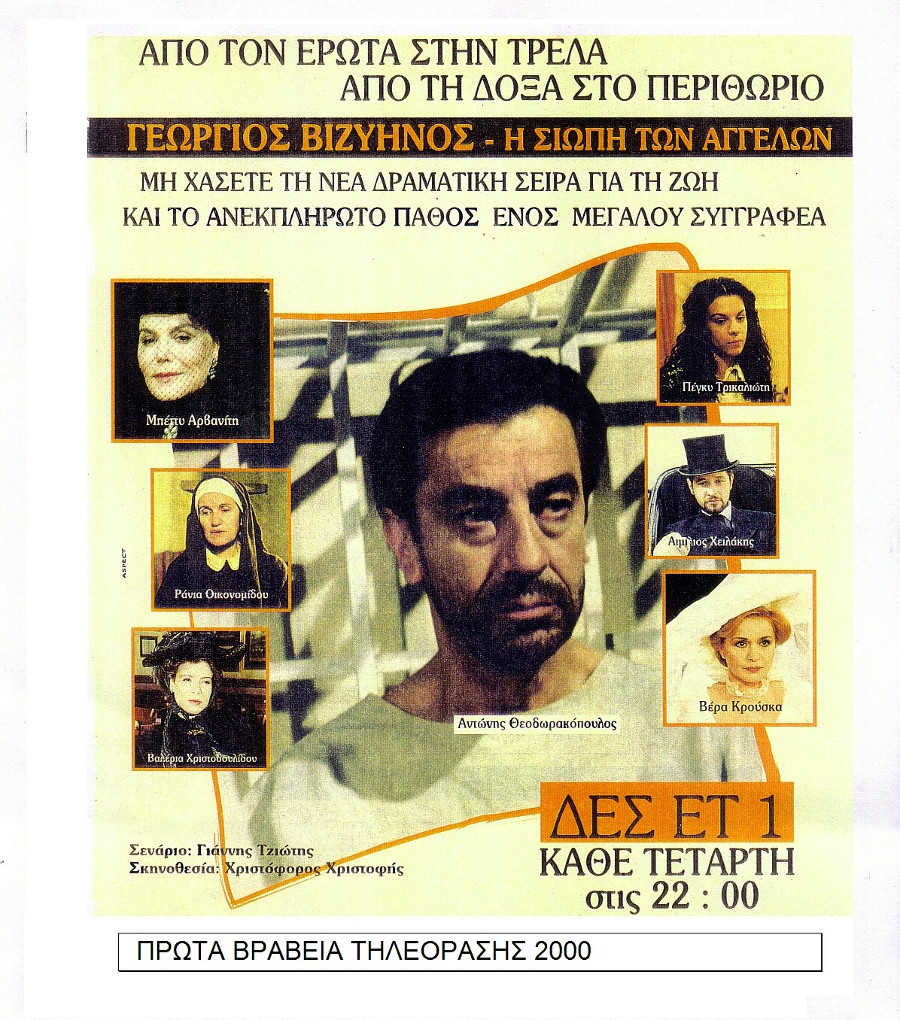 ΑΠΟ ΤΟΝ ΕΡΩΤΑ ΣΤΗΝ ΤΡΕΛΑ
ΑΠΟ ΤΗ ΔΟΞΑ ΣΤΟ ΠΕΡΙΘΩΡΙΟ
ΓΕΩΡΓΙΟΣ ΒΙΖΥΗΝΟΣ - Η ΣΙΩΠΗ ΤΩΝ ΑΓΓΕΛΩΝ
ΜΗ ΧΑΣΕΤΕ ΤΗ ΝΕΑ ΔΡΑΜΑΤΙΚΗ ΣΕΙΡΑ ΓΙΑ ΤΗ ΖΩΗ
ΚΑΙ ΤΟ ΑΝΕΚΠΛΗΡΩΤΟ ΠΑΘΟΣ ΕΝΟΣ ΜΕΓΑΛΟΥ ΣΥΓΓΡΑΦΕΑ
Μπέττυ Αρβανίτη
Πέγκυ Τρικαλιώτη
Αιμίλιος Χειλάκης
Ράνια Οικονομίδου
Βέρα Κρούσκα
Αντώνης Θεοδωρακόπουλος
Βαλέρια Χριστοδουλίδου
ASPECT
ΔΕΣ ΕΤ 1
ΚΑΘΕ ΤΕΤΑΡΤΗ
στις 22 : 00
Σενάριο: Γιάννης Τζιώτης
Σκηνοθεσία: Χριστόφορος Χριστοφής
ΠΡΩΤΑ ΒΡΑΒΕΙΑ ΤΗΛΕΟΡΑΣΗΣ 2000